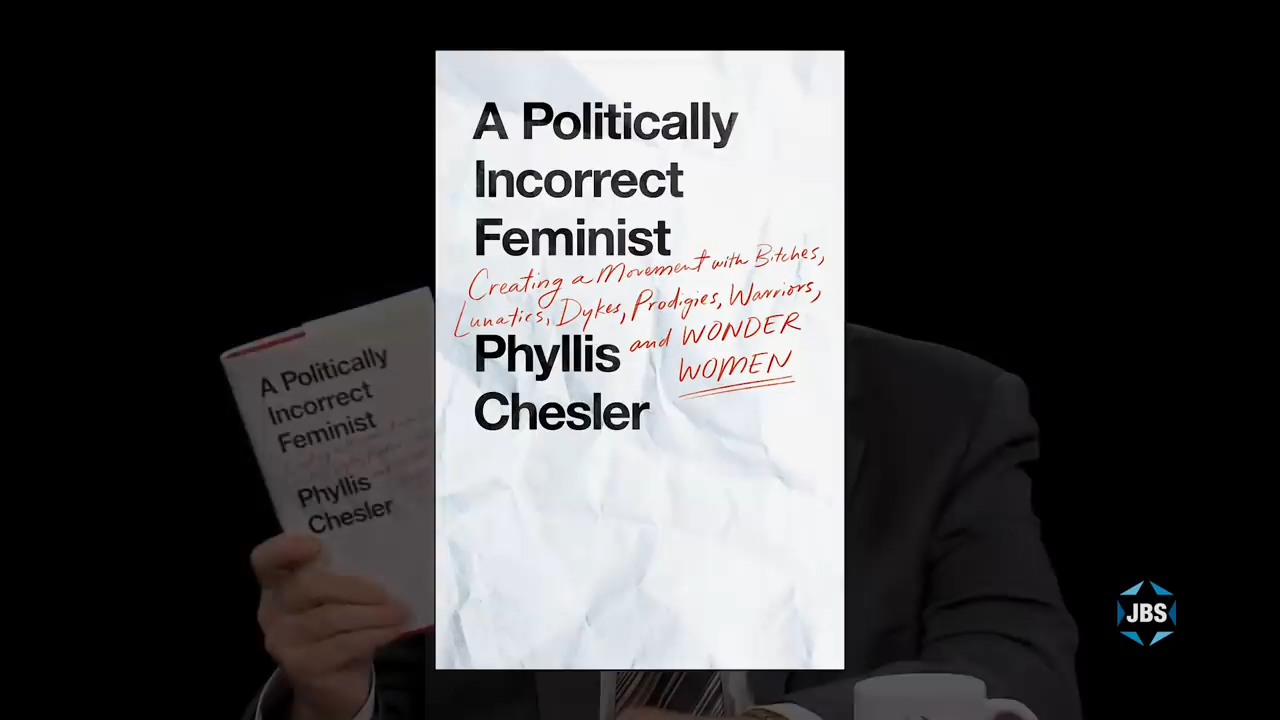 A Politically
Incorrect
Feminist
Creating a Movement with Bitches,
Lunatics, Dykes, Prodigies, Warriors,
and WONDER
WOMEN
Phyllis
Chesler
A Politically
Incorrect
Feminist
Phyllis
Chesler
JBS